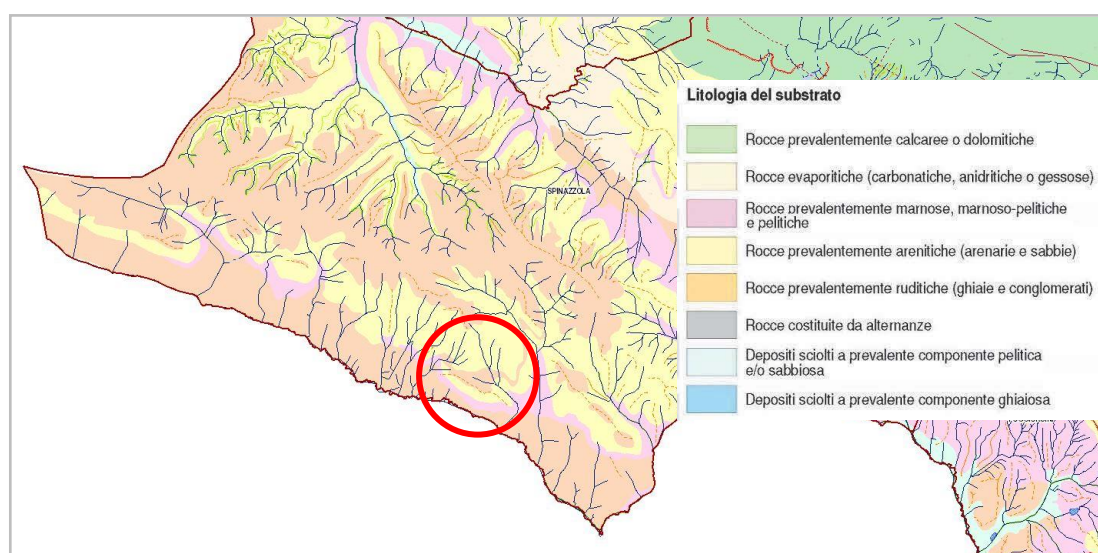 Litologia del substrato
Rocce prevalentemente calcaree o dolomitiche
Rocce evaporitiche (carbonatiche, anidritiche o gessose)
Rocce prevalentemente marnose, marnoso-pelitiche
e pelitiche
Rocce prevalentemente arenitiche (arenarie e sabbie)
Rocce prevalentemente ruditiche (ghiaie e conglomerati)
Rocce costituite da alternanze
Depositi sciolti a prevalente componente pelitica
e/o sabbiosa
Depositi sciolti a prevalente componente ghiaiosa
SPINAZZOLA